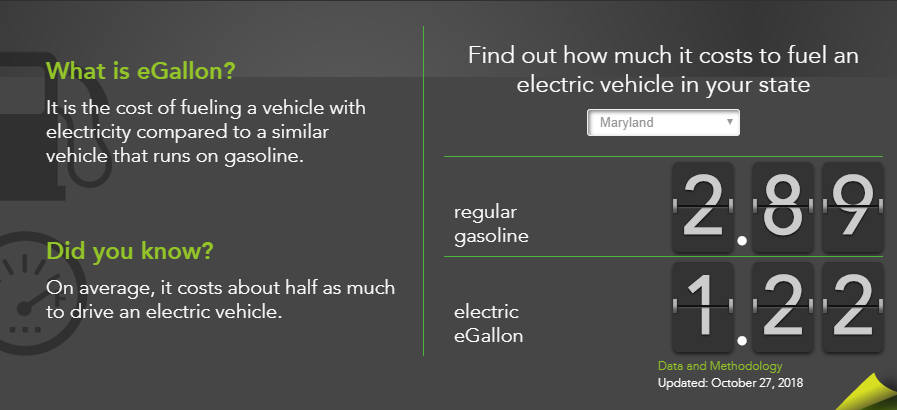 What is eGallon?
It is the cost of fueling a vehicle with
electricity compared to a similar
vehicle that runs on gasoline.
Did you know?
On average, it costs about half as much
to drive an electric vehicle.
Find out how much it costs to fuel an
electric vehicle in your state
Maryland
regular
gasoline
2.89
electric
eGallon
1.22
Data and Methodology
Updated: October 27, 2018